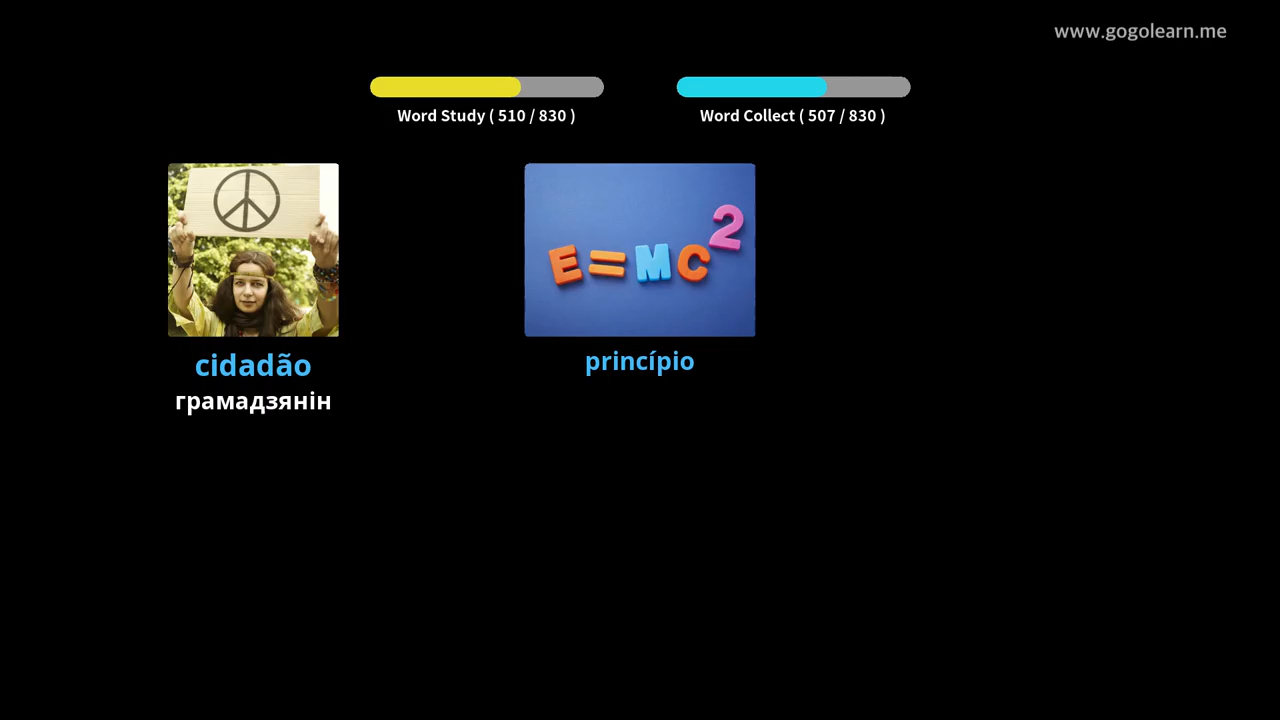 www.gogolearn.me
Word Study ( 510 / 830 )
Word Collect ( 507 / 830 )
E=MC²
cidadão
грамадзянін
princípio